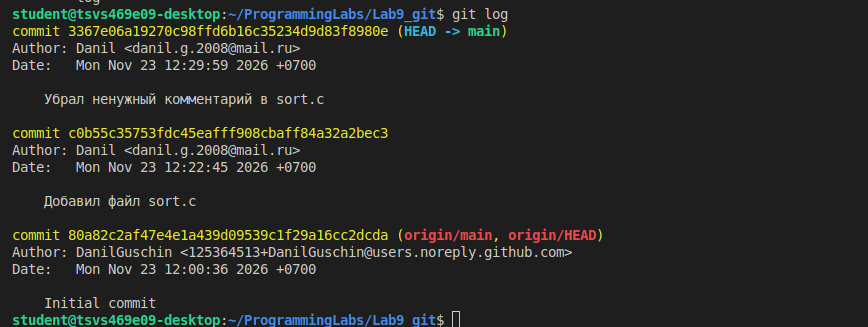 student@tsvs469e09-desktop:~/ProgrammingLabs/Lab9_git$ git log
commit 3367e06a19270c98ffd6b16c35234d9d83f8980e (HEAD -> main)
Author: Danil <danil.g.2008@mail.ru>
Date:   Mon Nov 23 12:29:59 2026 +0700
Убрал ненужный комментарий в sort.c
commit c0b55c35753fdc45eafff908cbaff84a32a2bec3
Author: Danil <danil.g.2008@mail.ru>
Date:   Mon Nov 23 12:22:45 2026 +0700
Добавил файл sort.c
commit 80a82c2af47e4e1a439d09539c1f29a16cc2dcda (origin/main, origin/HEAD)
Author: DanilGuschin <125364513+DanilGuschin@users.noreply.github.com>
Date:   Mon Nov 23 12:00:36 2026 +0700
Initial commit
student@tsvs469e09-desktop:~/ProgrammingLabs/Lab9_git$